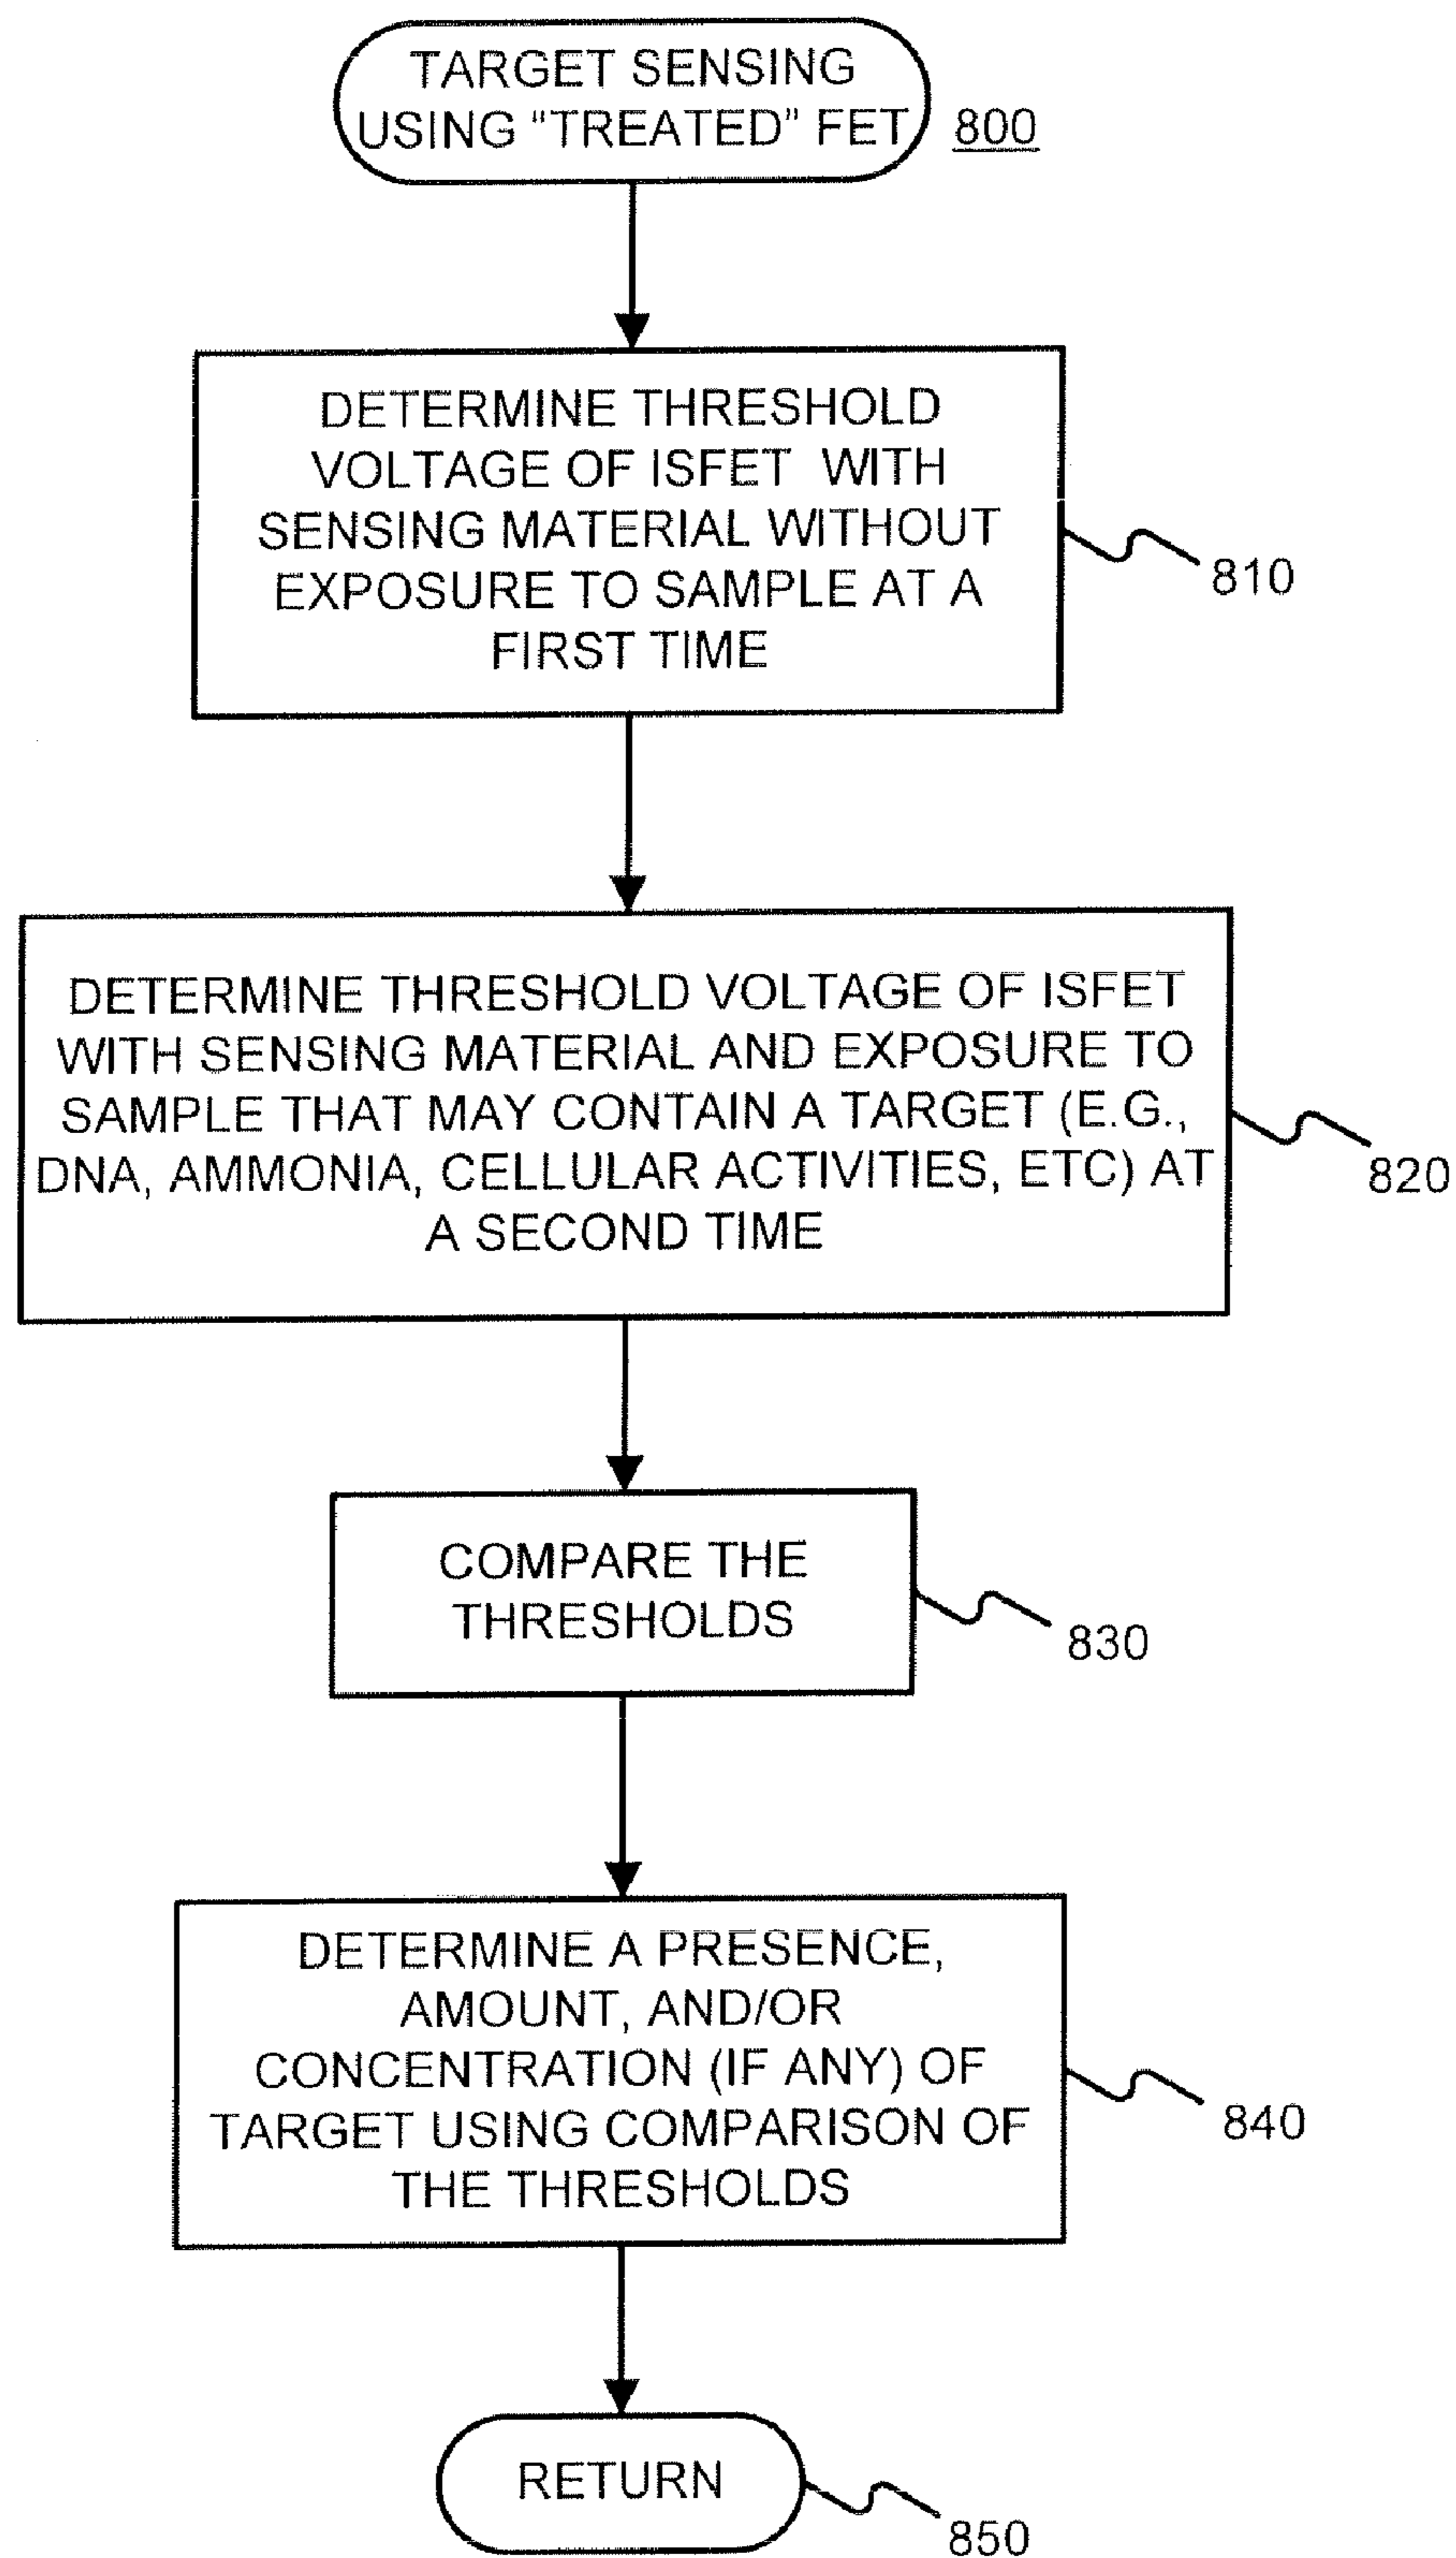 TARGET SENSING
USING “TREATED” FET
800
DETERMINE THRESHOLD
VOLTAGE OF ISFET WITH
SENSING MATERIAL WITHOUT
EXPOSURE TO SAMPLE AT A
FIRST TIME
810
DETERMINE THRESHOLD VOLTAGE OF ISFET
WITH SENSING MATERIAL AND EXPOSURE TO
SAMPLE THAT MAY CONTAIN A TARGET (E.G.,
DNA, AMMONIA, CELLULAR ACTIVITIES, ETC) AT
A SECOND TIME
820
COMPARE THE
THRESHOLDS
830
DETERMINE A PRESENCE,
AMOUNT, AND/OR
CONCENTRATION (IF ANY) OF
TARGET USING COMPARISON OF
THE THRESHOLDS
840
RETURN
850